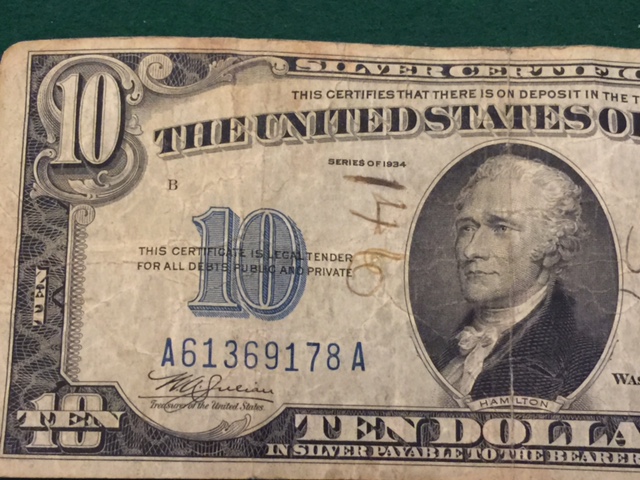 SILVER CERTIFIC
10
THIS CERTIFIES THAT THERE IS ON DEPOSIT IN THE T
THE UNITED STATES O
SERIES OF 1934
B
10
THIS CERTIFICATE IS LEGAL TENDER
FOR ALL DEBTS PUBLIC AND PRIVATE
TEN
A61369178A
Treasurer of the United States.
WAS
HAMILTON
10
TEN
TEN DOLLA
IN SILVER PAYABLE TO THE BEARER